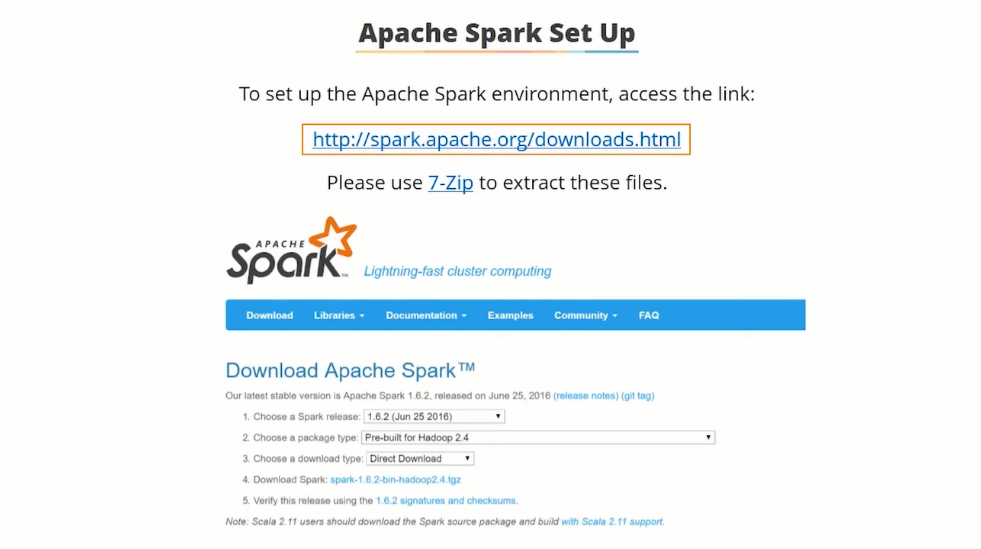 Apache Spark Set Up
To set up the Apache Spark environment, access the link:
http://spark.apache.org/downloads.html
Please use 7-Zip to extract these files.
APACHE
Spark™
Lightning-fast cluster computing
Download Libraries Documentation Examples Community FAQ
Download Apache Spark™
Our latest stable version is Apache Spark 1.6.2, released on June 25, 2016 (release notes) (git tag)
1. Choose a Spark release: 1.6.2 (Jun 25 2016)
2. Choose a package type: Pre-built for Hadoop 2.4
3. Choose a download type: Direct Download
4. Download Spark: spark-1.6.2-bin-hadoop2.4.tgz
5. Verify this release using the 1.6.2 signatures and checksums.
Note: Scala 2.11 users should download the Spark source package and build with Scala 2.11 support.